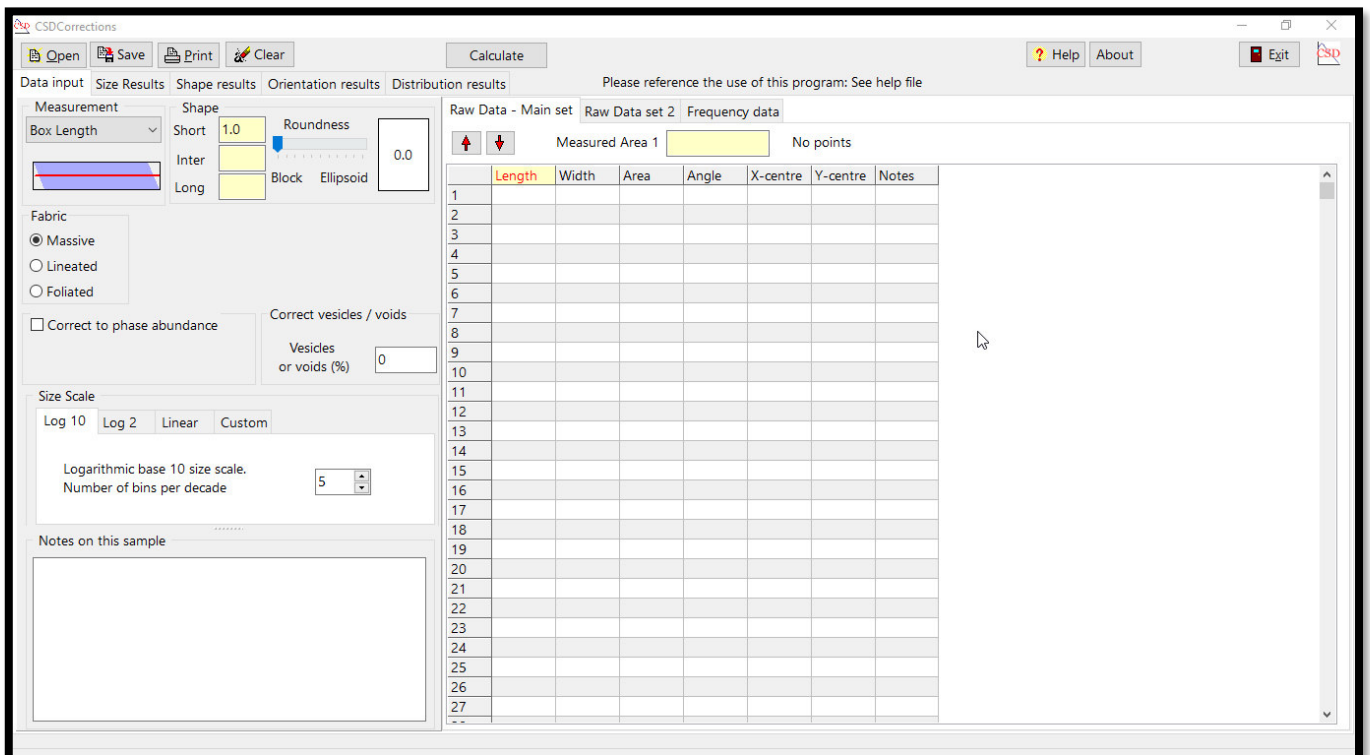 CSD CSDCorrections
Open Save Print Clear Calculate ? Help About Exit CSD
Data input Size Results Shape results Orientation results Distribution results Please reference the use of this program: See help file
Measurement
Box Length
Shape
Short 1.0
Inter
Long
Roundness
Block Ellipsoid
0.0
Fabric
Massive
Lineated
Foliated
Correct to phase abundance
Correct vesicles / voids
Vesicles
or voids (%) 0
Size Scale
Log 10 Log 2 Linear Custom
Logarithmic base 10 size scale.
Number of bins per decade 5
Notes on this sample
Raw Data - Main set Raw Data set 2 Frequency data
Measured Area 1 No points
Length Width Area Angle X-centre Y-centre Notes
1
2
3
4
5
6
7
8
9
10
11
12
13
14
15
16
17
18
19
20
21
22
23
24
25
26
27